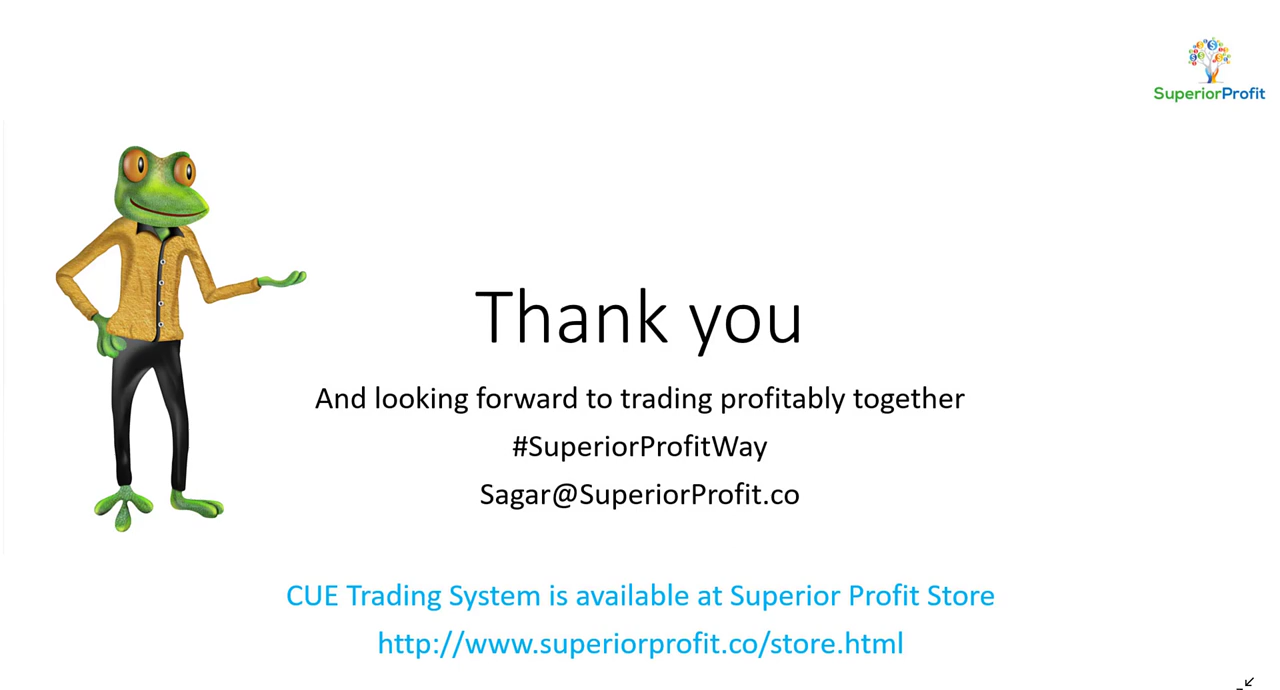 SuperiorProfit
Thank you
And looking forward to trading profitably together
#SuperiorProfitWay
Sagar@SuperiorProfit.co
CUE Trading System is available at Superior Profit Store
http://www.superiorprofit.co/store.html